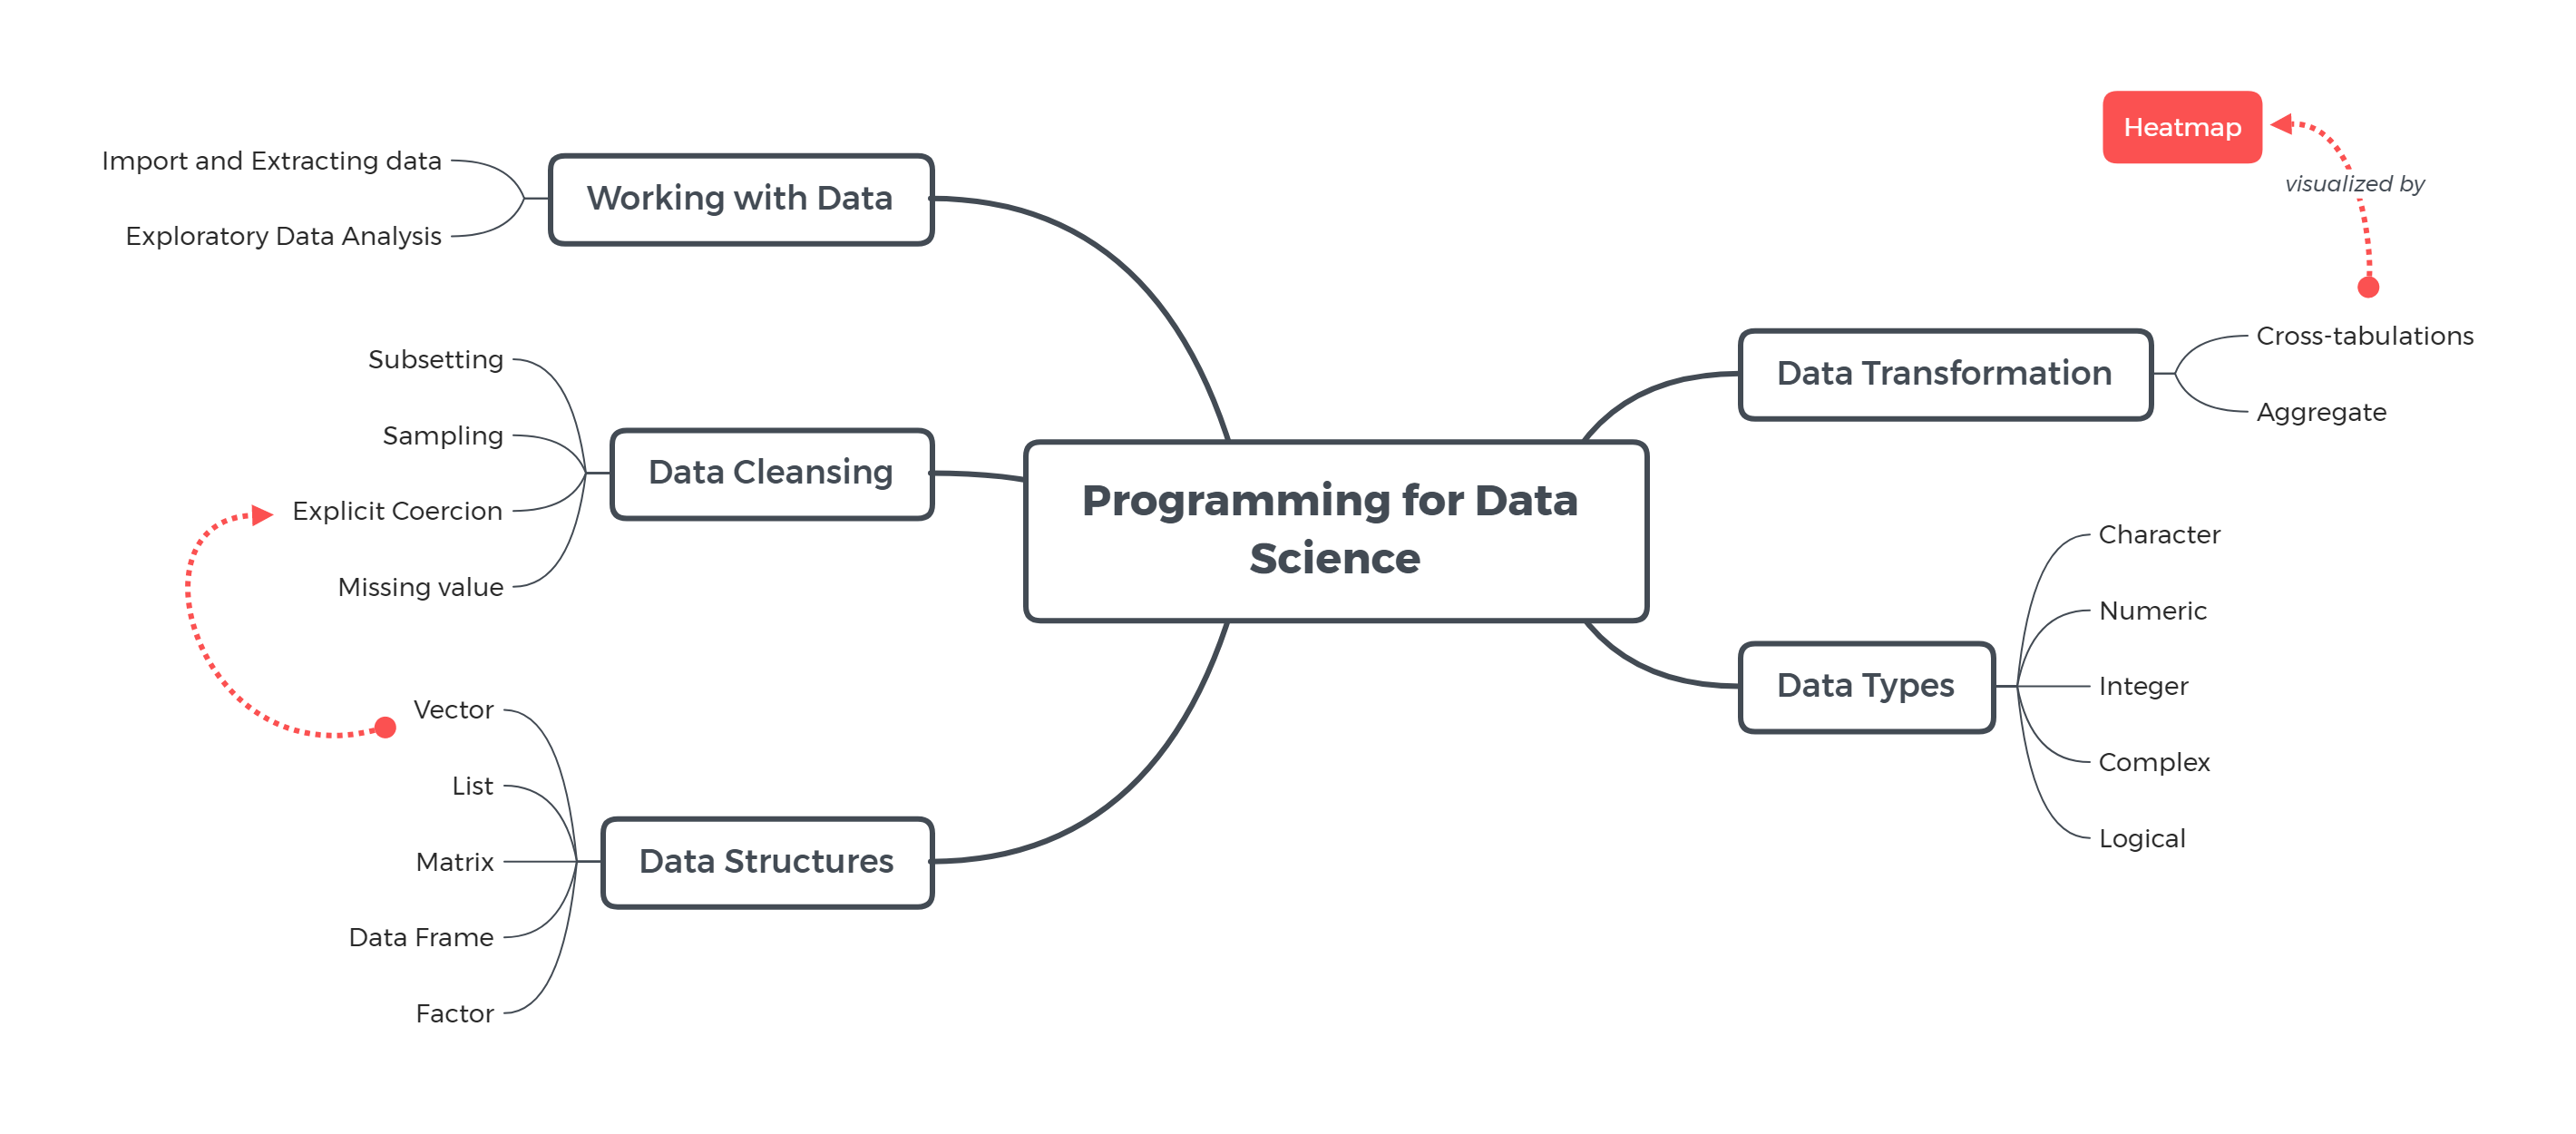 Programming for Data
Science
Working with Data
Import and Extracting data
Exploratory Data Analysis
Data Cleansing
Subsetting
Sampling
Explicit Coercion
Missing value
Data Structures
Vector
List
Matrix
Data Frame
Factor
Heatmap
visualized by
Data Transformation
Cross-tabulations
Aggregate
Data Types
Character
Numeric
Integer
Complex
Logical